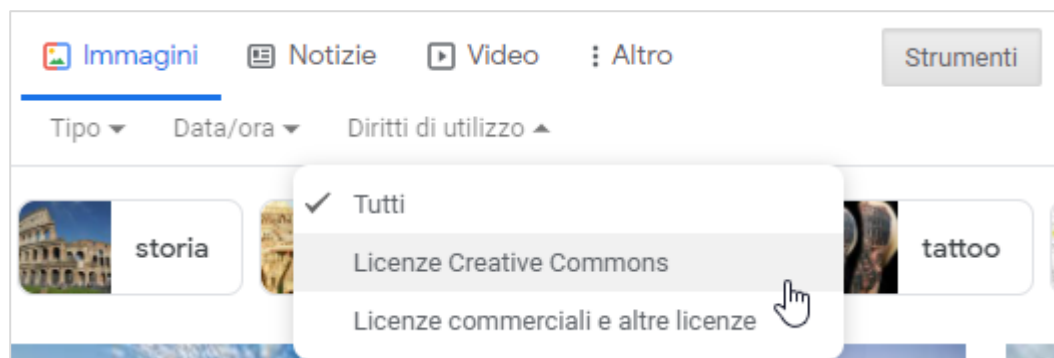 Immagini Notizie Video Altro Strumenti
Tipo Data/ora Diritti di utilizzo
Tutti
storia tattoo
Licenze Creative Commons
Licenze commerciali e altre licenze